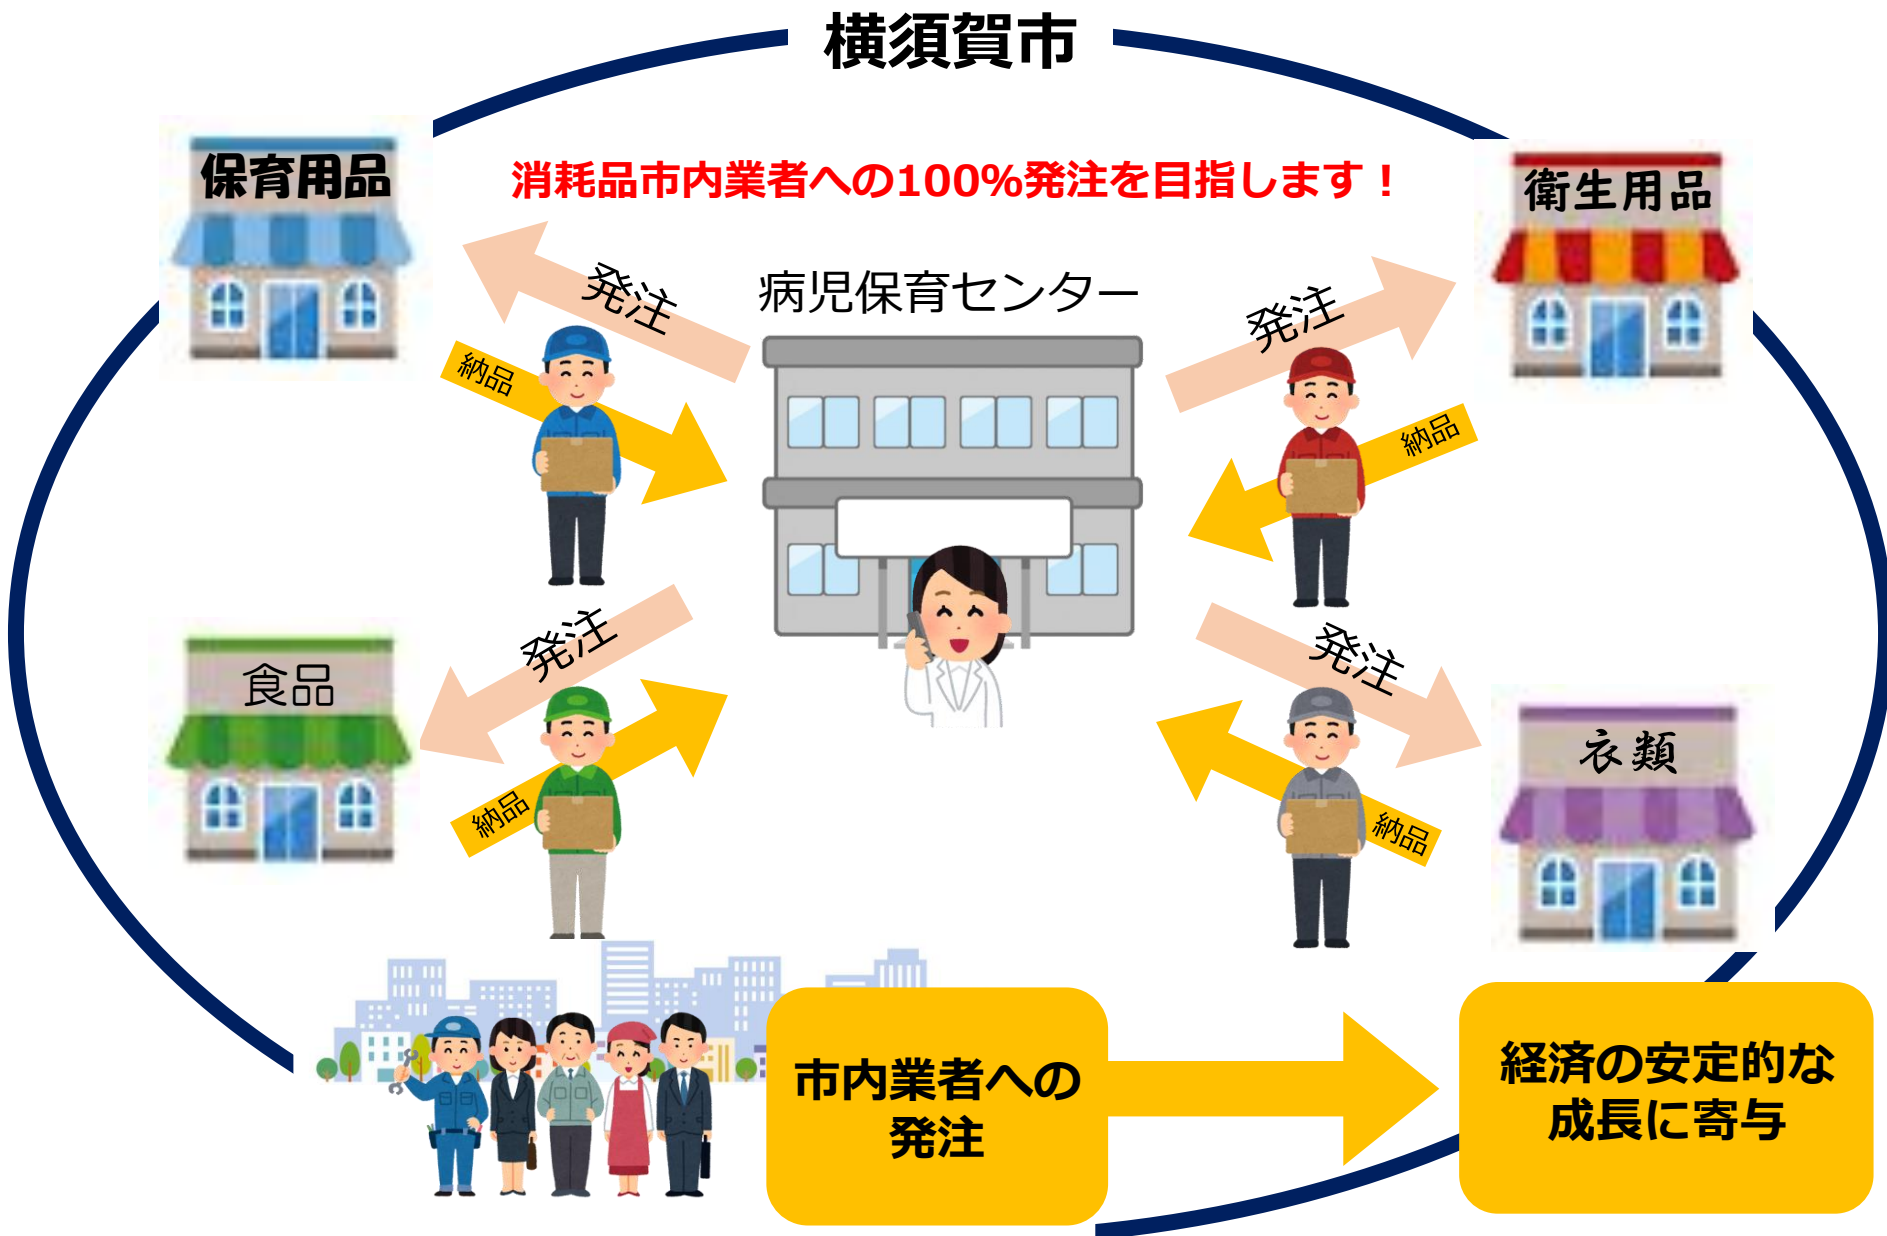 横須賀市
消耗品市内業者への100%発注を目指します！
保育用品
衛生用品
病児保育センター
発注
発注
納品
納品
発注
発注
食品
衣類
納品
納品
市内業者への
発注
経済の安定的な
成長に寄与